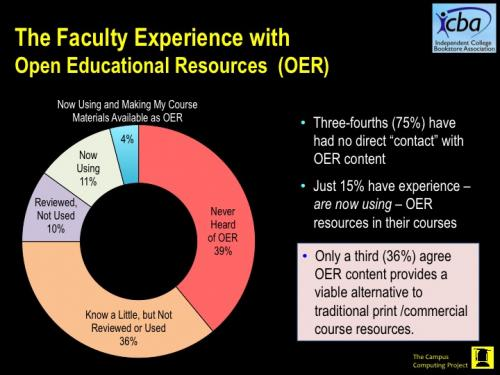 The Faculty Experience with
Open Educational Resources (OER)
icba
Independent College
Bookstore Association
Now Using and Making My Course
Materials Available as OER
4%
Now
Using
11%
Reviewed,
Not Used
10%
Never
Heard
of OER
39%
Know a Little, but Not
Reviewed or Used
36%
• Three-fourths (75%) have
had no direct “contact” with
OER content
• Just 15% have experience –
are now using – OER
resources in their courses
• Only a third (36%) agree
OER content provides a
viable alternative to
traditional print /commercial
course resources.
The Campus
Computing Project